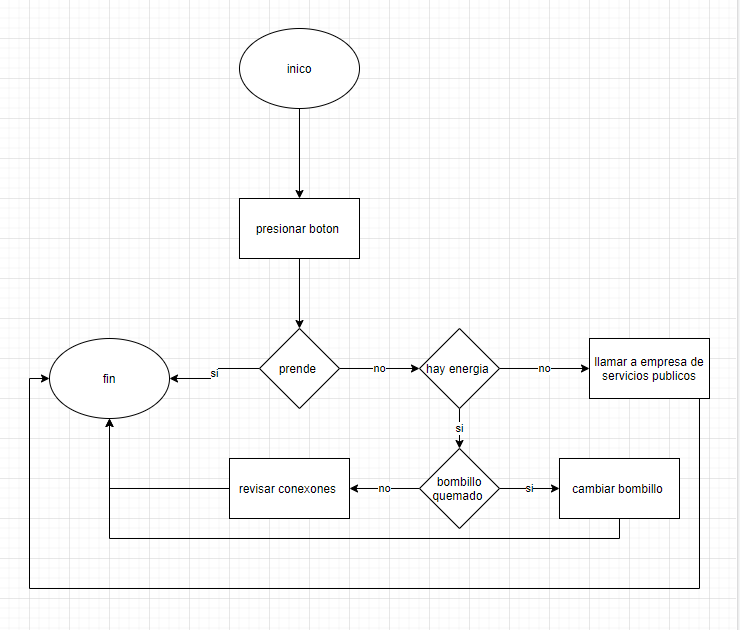 inico
presionar boton
prende
si
fin
no
hay energia
no
llamar a empresa de
servicios publicos
si
revisar conexones
no
bombillo
quemado
si
cambiar bombillo